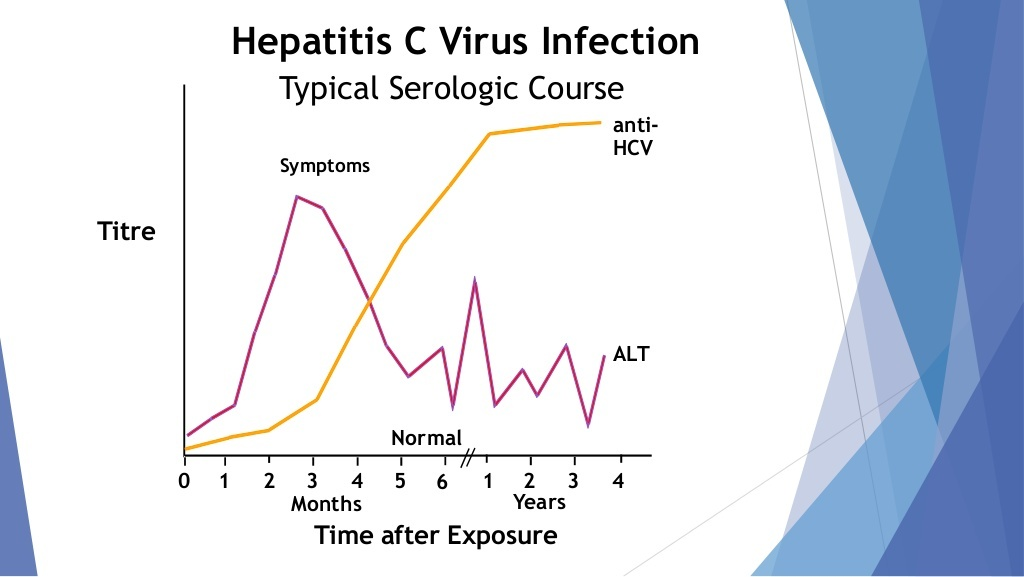 Hepatitis C Virus Infection
Typical Serologic Course
anti-
HCV
Symptoms
Titre
ALT
Normal
0 1 2 3 4 5 6 1 2 3 4
Months Years
Time after Exposure